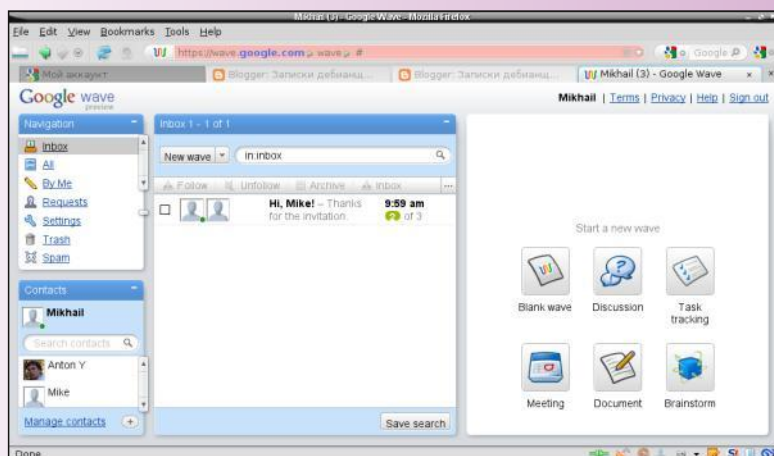 Mikhail (3) - Google Wave - Mozilla Firefox
File Edit View Bookmarks Tools Help
https://wave.google.com wave #
Google
Мой аккаунт
Blogger: Записки дебианщ...
Blogger: Записки дебианщ...
Mikhail (3) - Google Wave
Google wave
preview
Mikhail | Terms | Privacy | Help | Sign out
Navigation
Inbox
All
By Me
Requests
Settings
Trash
Spam
Contacts
Mikhail
Search contacts
Anton Y
Mike
Manage contacts
Inbox 1 - 1 of 1
New wave
in:inbox
Follow Unfollow Archive Inbox
Hi, Mike! – Thanks 9:59 am
for the invitation. 2 of 3
Save search
Start a new wave
Blank wave
Discussion
Task
tracking
Meeting
Document
Brainstorm
Done